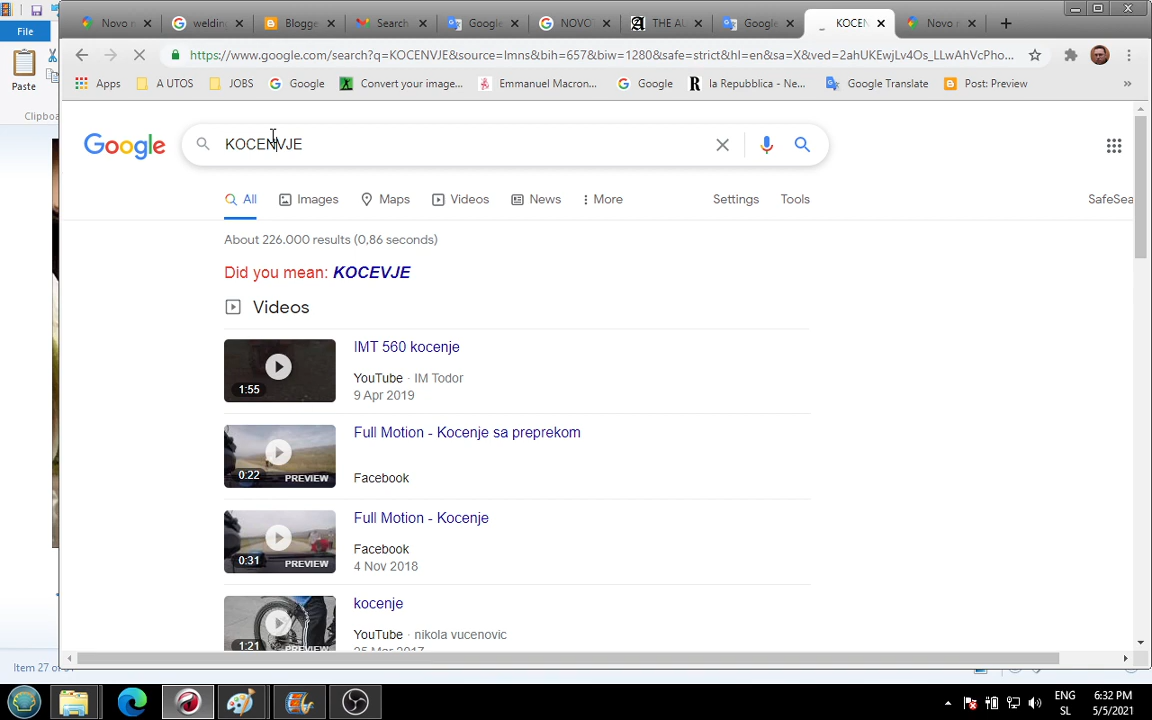 Novo n
welding
Blogge
Search
Google
NOVO
THE AU
Google
KOCEN
Novo n
File
https://www.google.com/search?q=KOCENVJE&source=lmns&bih=657&biw=1280&safe=strict&hl=en&sa=X&ved=2ahUKEwjLv4Os_LLwAhVcPho...
Paste
Apps
A UTOS
JOBS
Google
Convert your image...
Emmanuel Macron...
Google
la Repubblica - Ne...
Google Translate
Post: Preview
»
Clipboa
Google
KOCENVJE
All
Images
Maps
Videos
News
More
Settings
Tools
SafeSea
About 226.000 results (0,86 seconds)
Did you mean: KOCEVJE
Videos
IMT 560 kocenje
YouTube · IM Todor
9 Apr 2019
1:55
Full Motion - Kocenje sa preprekom
Facebook
0:22
PREVIEW
Full Motion - Kocenje
Facebook
4 Nov 2018
0:31
PREVIEW
kocenje
YouTube · nikola vucenovic
25 Mar 2017
1:21
PREVIEW
Item 27 of
ENG
SL
6:32 PM
5/5/2021